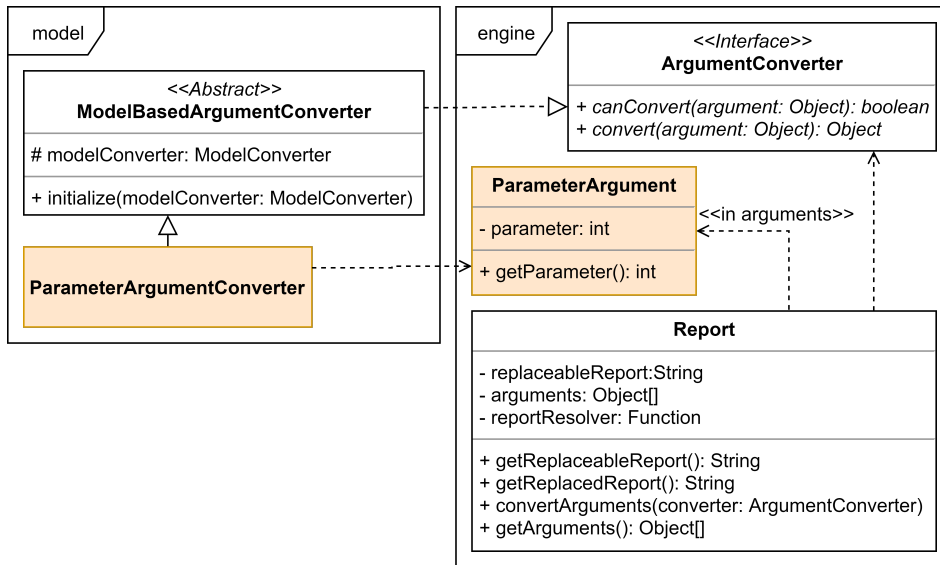 model
<<Abstract>>
ModelBasedArgumentConverter
# modelConverter: ModelConverter
+ initialize(modelConverter: ModelConverter)
ParameterArgumentConverter
engine
<<Interface>>
ArgumentConverter
+ canConvert(argument: Object): boolean
+ convert(argument: Object): Object
ParameterArgument
- parameter: int
+ getParameter(): int
<<in arguments>>
Report
- replaceableReport:String
- arguments: Object[]
- reportResolver: Function
+ getReplaceableReport(): String
+ getReplacedReport(): String
+ convertArguments(converter: ArgumentConverter)
+ getArguments(): Object[]